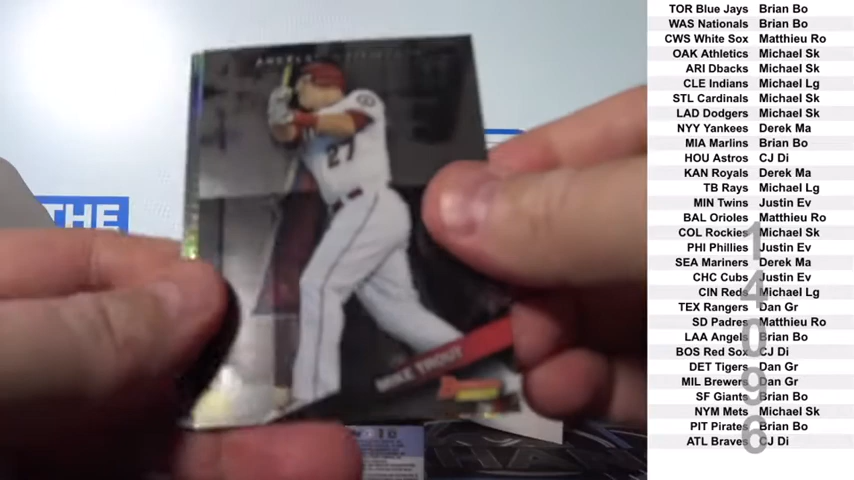 THE
ANGELS
27
MIKE TROUT
TOR Blue Jays Brian Bo
WAS Nationals Brian Bo
CWS White Sox Matthieu Ro
OAK Athletics Michael Sk
ARI Dbacks Michael Sk
CLE Indians Michael Lg
STL Cardinals Michael Sk
LAD Dodgers Michael Sk
NYY Yankees Derek Ma
MIA Marlins Brian Bo
HOU Astros CJ Di
KAN Royals Derek Ma
TB Rays Michael Lg
MIN Twins Justin Ev
BAL Orioles Matthieu Ro
COL Rockies Michael Sk
PHI Phillies Justin Ev
SEA Mariners Derek Ma
CHC Cubs Justin Ev
CIN Reds Michael Lg
TEX Rangers Dan Gr
SD Padres Matthieu Ro
LAA Angels Brian Bo
BOS Red Sox CJ Di
DET Tigers Dan Gr
MIL Brewers Dan Gr
SF Giants Brian Bo
NYM Mets Michael Sk
PIT Pirates Brian Bo
ATL Braves CJ Di
14096